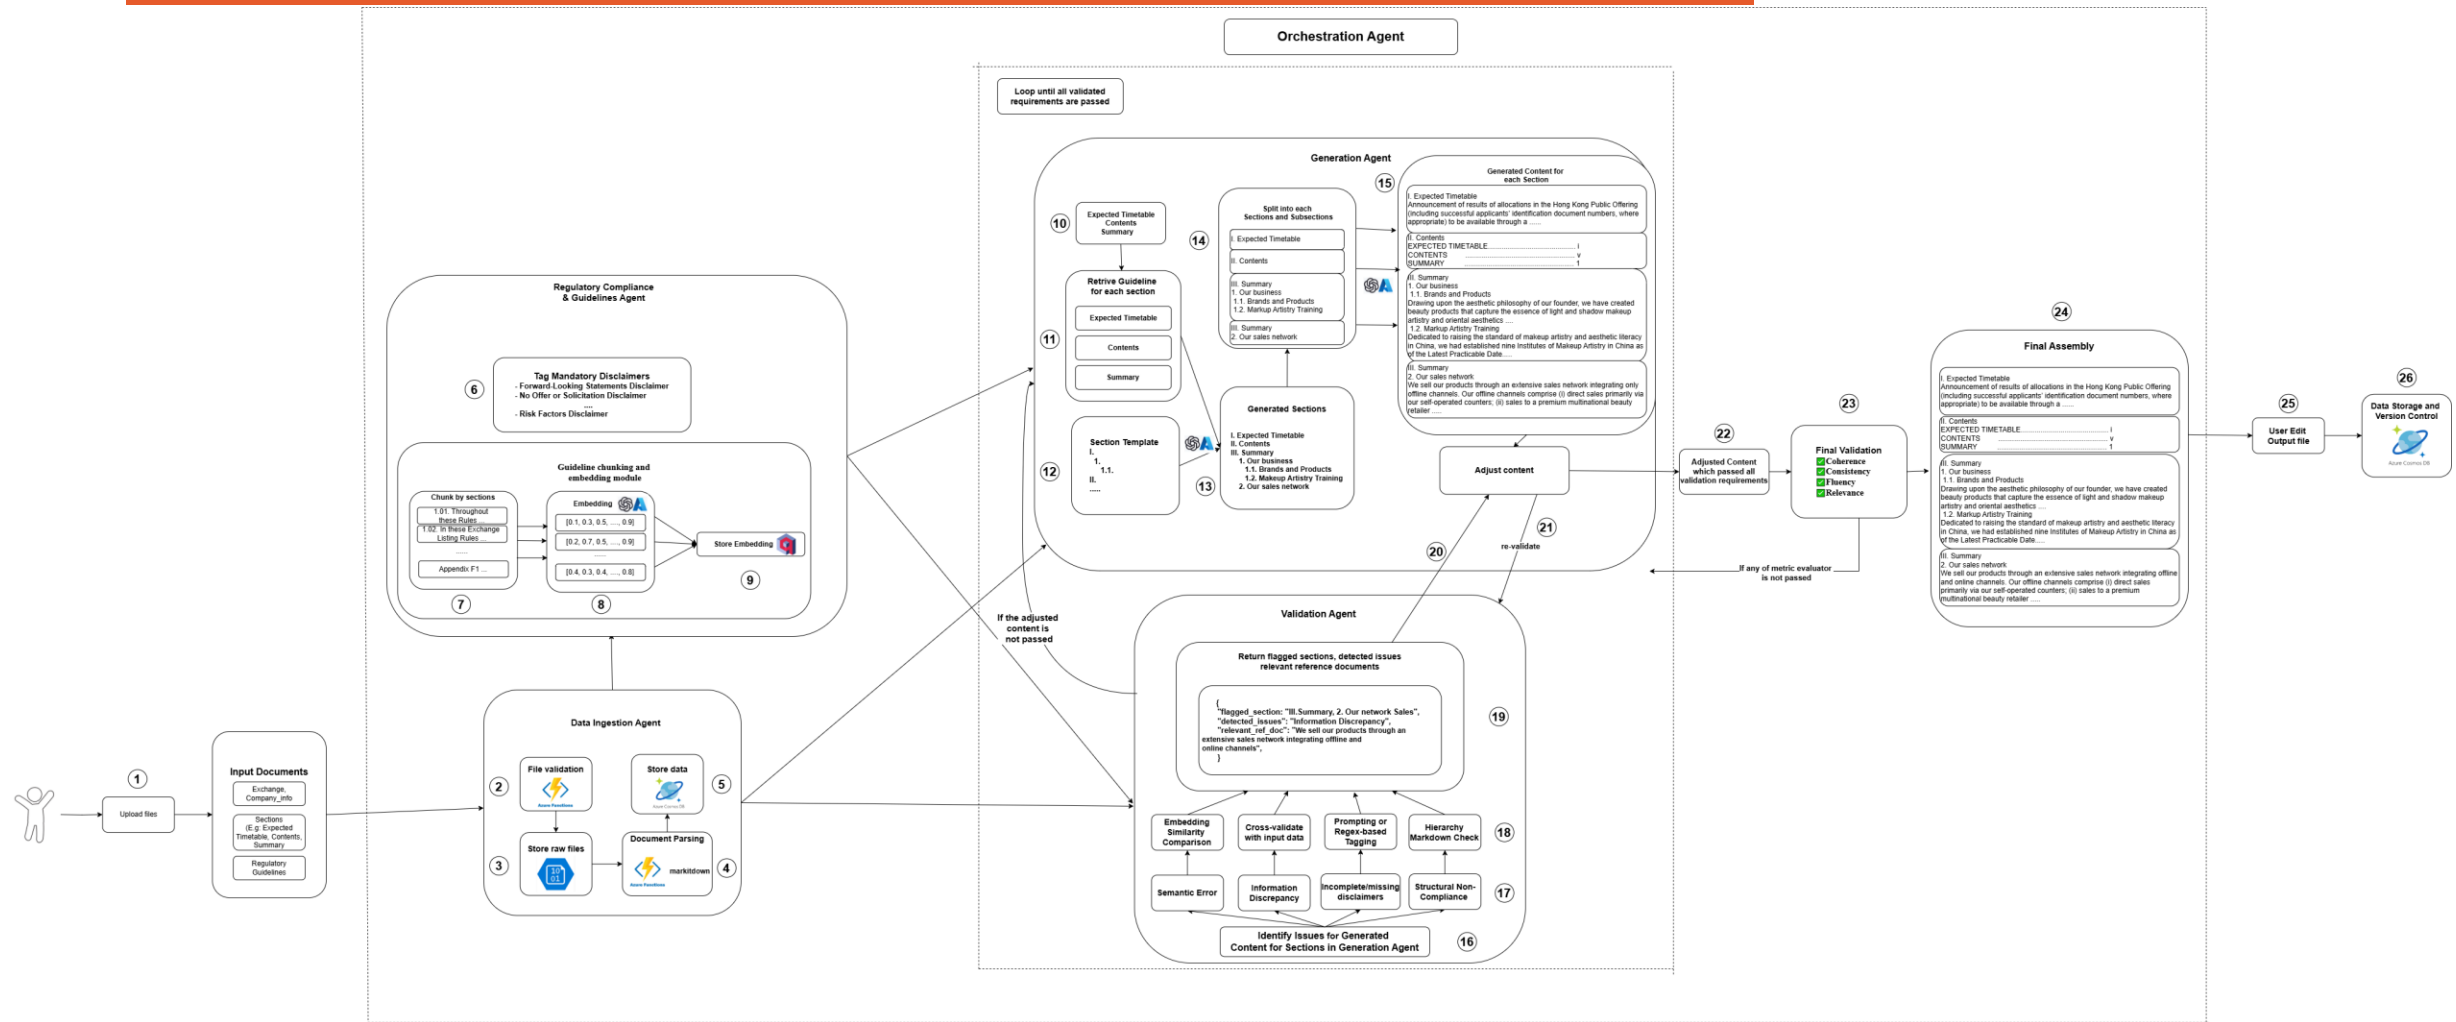 Orchestration Agent
Loop until all validated
requirements are passed
1
Upload files
Input Documents
Exchange,
Company_info
Sections
(E.g: Expected
Timetable, Contents,
Summary
Regulatory
Guidelines
Data Ingestion Agent
2
File validation
Azure Functions
3
Store raw files
10
01
Document Parsing
Azure Functions
markitdown
4
Store data
Azure Cosmos DB
5
Regulatory Compliance
& Guidelines Agent
6
Tag Mandatory Disclaimers
- Forward-Looking Statements Disclaimer
- No Offer or Solicitation Disclaimer
....
- Risk Factors Disclaimer
Guideline chunking and
embedding module
Chunk by sections
1.01. Throughout
these Rules ...
1.02. In these Exchange
Listing Rules ...
......
Appendix F1 ...
7
Embedding
[0.1, 0.3, 0.5, ...., 0.9]
[0.2, 0.7, 0.5, ...., 0.9]
......
[0.4, 0.3, 0.4, ...., 0.8]
8
Store Embedding
9
Generation Agent
10
Expected Timetable
Contents
Summary
11
Retrive Guideline
for each section
Expected Timetable
Contents
Summary
12
Section Template
I.
1.
1.1.
II.
.....
13
Generated Sections
I. Expected Timetable
II. Contents
III. Summary
1. Our business
1.1. Brands and Products
1.2. Makeup Artistry Training
2. Our sales network
14
Split into each
Sections and Subsections
I. Expected Timetable
II. Contents
III. Summary
1. Our business
1.1. Brands and Products
1.2. Markup Artistry Training
III. Summary
2. Our sales network
15
Generated Content for
each Section
I. Expected Timetable
Announcement of results of allocations in the Hong Kong Public Offering
(including successful applicants' identification document numbers, where
appropriate) to be available through a ......
II. Contents
EXPECTED TIMETABLE............................................ i
CONTENTS ....................................................... v
SUMMARY ....................................................... 1
III. Summary
1. Our business
1.1. Brands and Products
Drawing upon the aesthetic philosophy of our founder, we have created
beauty products that capture the essence of light and shadow makeup
artistry and oriental aesthetics ....
1.2. Markup Artistry Training
Dedicated to raising the standard of makeup artistry and aesthetic literacy
in China, we had established nine Institutes of Makeup Artistry in China as
of the Latest Practicable Date.....
III. Summary
2. Our sales network
We sell our products through an extensive sales network integrating only
offline channels. Our offline channels comprise (i) direct sales primarily via
our self-operated counters; (ii) sales to a premium multinational beauty
retailer .....
Adjust content
20
21
re-validate
If the adjusted
content is
not passed
Validation Agent
Return flagged sections, detected issues
relevant reference documents
{
"flagged_section: "III.Summary, 2. Our network Sales",
"detected_issues": "Information Discrepancy",
"relevant_ref_doc": "We sell our products through an
extensive sales network integrating offline and
online channels",
}
19
Embedding
Similarity
Comparison
Cross-validate
with input data
Prompting or
Regex-based
Tagging
Hierarchy
Markdown Check
18
Semantic Error
Information
Discrepancy
Incomplete/missing
disclaimers
Structural Non-
Compliance
17
Identify Issues for Generated
Content for Sections in Generation Agent
16
22
Adjusted Content
which passed all
validation requirements
23
Final Validation
Coherence
Consistency
Fluency
Relevance
If any of metric evaluator
is not passed
24
Final Assembly
I. Expected Timetable
Announcement of results of allocations in the Hong Kong Public Offering
(including successful applicants' identification document numbers, where
appropriate) to be available through a ......
II. Contents
EXPECTED TIMETABLE............................................ i
CONTENTS ....................................................... v
SUMMARY ....................................................... 1
III. Summary
1. Our business
1.1. Brands and Products
Drawing upon the aesthetic philosophy of our founder, we have created
beauty products that capture the essence of light and shadow makeup
artistry and oriental aesthetics ....
1.2. Markup Artistry Training
Dedicated to raising the standard of makeup artistry and aesthetic literacy
in China, we had established nine Institutes of Makeup Artistry in China as
of the Latest Practicable Date.....
III. Summary
2. Our sales network
We sell our products through an extensive sales network integrating offline
and online channels. Our offline channels comprise (i) direct sales
primarily via our self-operated counters; (ii) sales to a premium
multinational beauty retailer .....
25
User Edit
Output file
26
Data Storage and
Version Control
Azure Cosmos DB